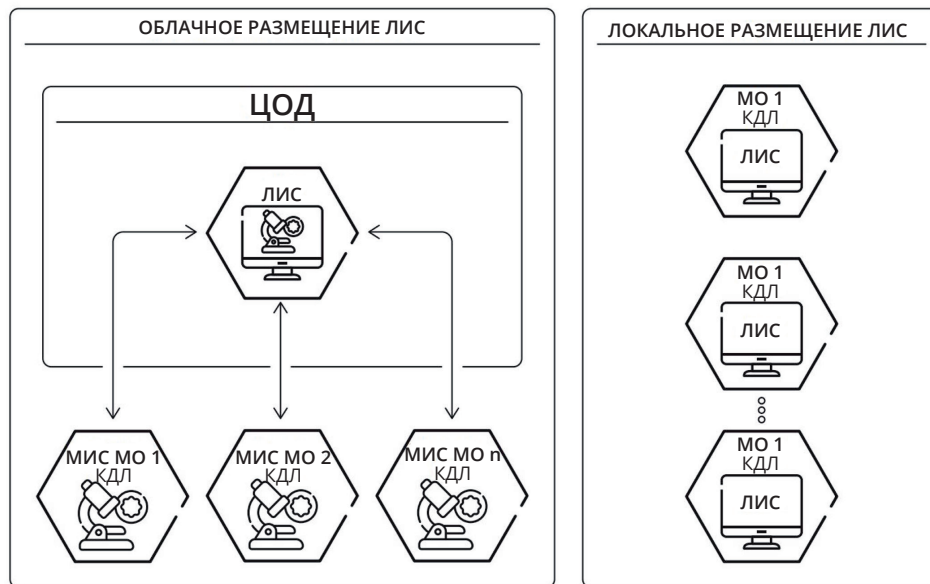 ОБЛАЧНОЕ РАЗМЕЩЕНИЕ ЛИС
ЦОД
ЛИС
МИС МО 1
КДЛ
МИС МО 2
КДЛ
МИС МО n
КДЛ
ЛОКАЛЬНОЕ РАЗМЕЩЕНИЕ ЛИС
МО 1
КДЛ
ЛИС
МО 1
КДЛ
ЛИС
МО 1
КДЛ
ЛИС